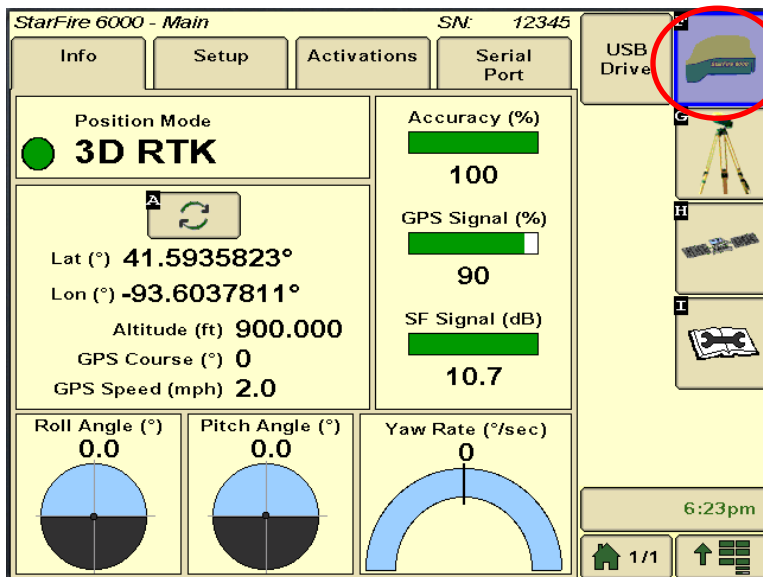 StarFire 6000 - Main
SN: 12345
Info
Setup
Activations
Serial
Port
USB
Drive
F
STARFIRE 6000
G
H
I
Position Mode
3D RTK
A
Lat (°) 41.5935823°
Lon (°) -93.6037811°
Altitude (ft) 900.000
GPS Course (°) 0
GPS Speed (mph) 2.0
Accuracy (%)
100
GPS Signal (%)
90
SF Signal (dB)
10.7
Roll Angle (°)
0.0
Pitch Angle (°)
0.0
Yaw Rate (°/sec)
0
6:23pm
1/1